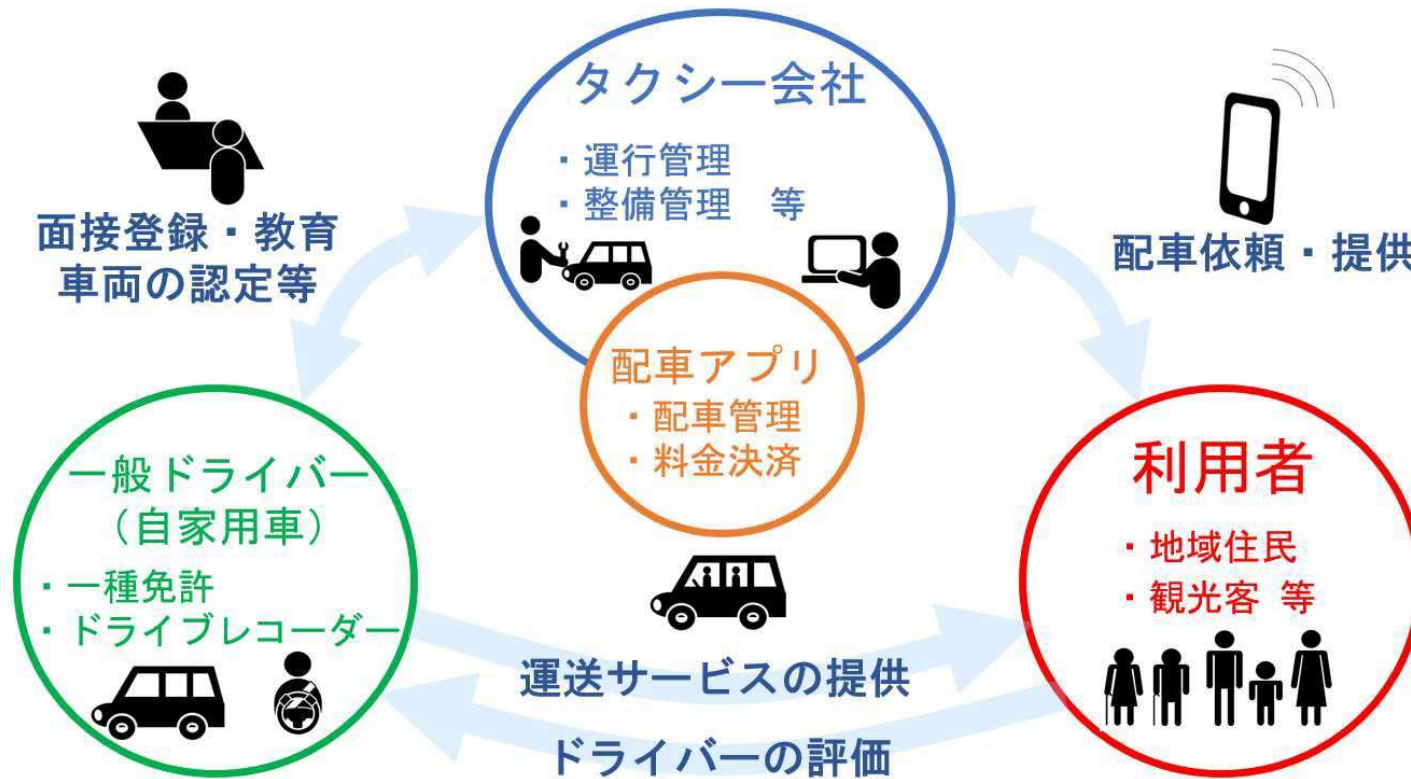 タクシー会社
・運行管理
・整備管理　等
面接登録・教育
車両の認定等
配車依頼・提供
配車アプリ
・配車管理
・料金決済
一般ドライバー
（自家用車）
・一種免許
・ドライブレコーダー
利用者
・地域住民
・観光客 等
運送サービスの提供
ドライバーの評価